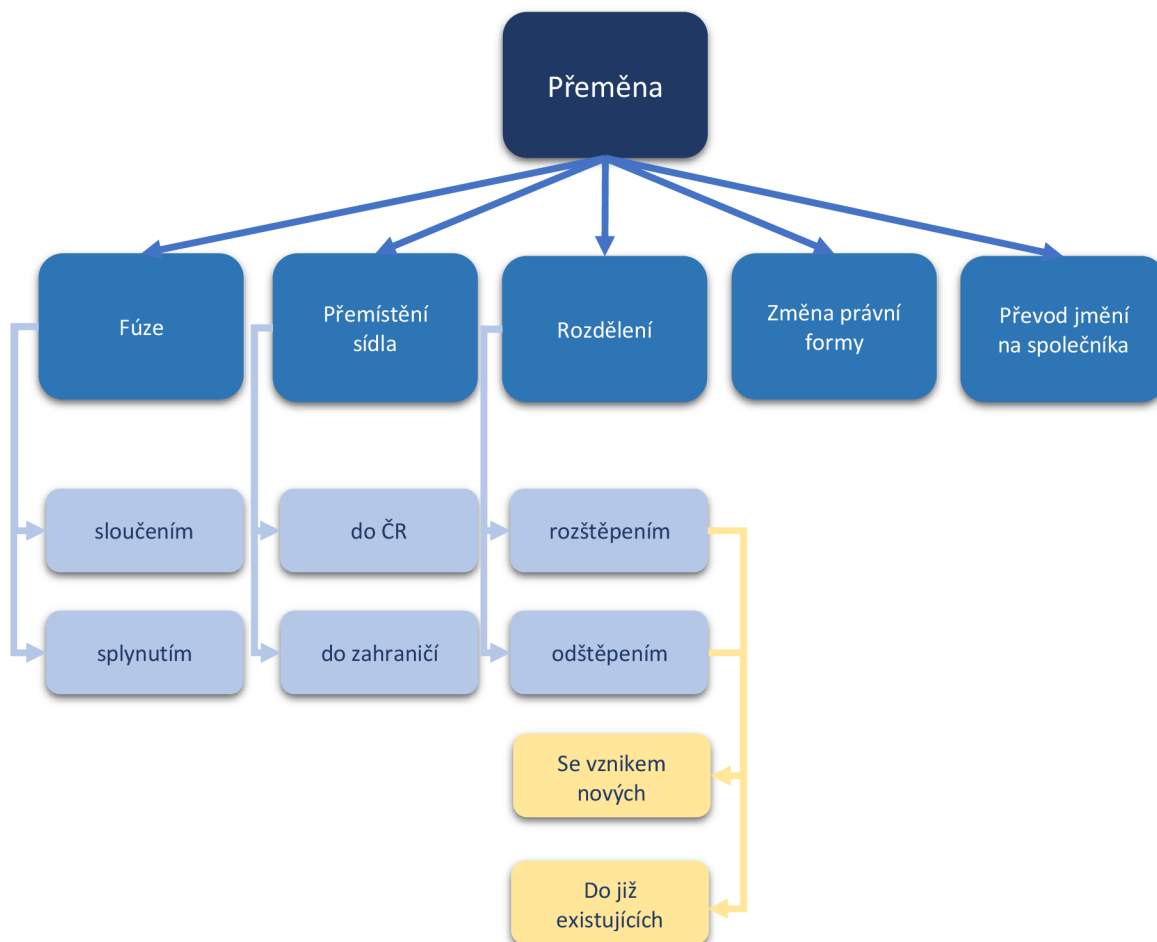 Přeměna
Fúze
Přemístění
sídla
Rozdělení
Změna právní
formy
Převod jmění
na společníka
sloučením
do ČR
rozštěpením
splynutím
do zahraničí
odštěpením
Se vznikem
nových
Do již
existujících